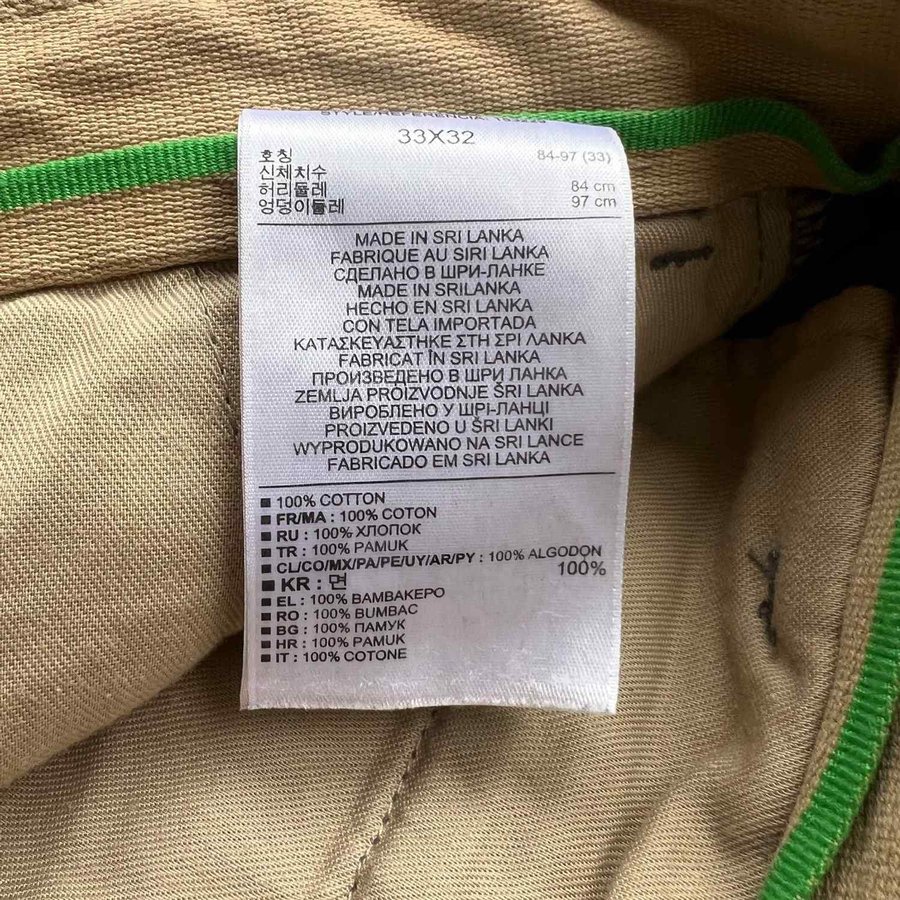 STYLE/REFERENCIA
33X32
호칭 84-97 (33)
신체치수
허리둘레 84 cm
엉덩이둘레 97 cm
MADE IN SRI LANKA
FABRIQUE AU SIRI LANKA
СДЕЛАНО В ШРИ-ЛАНКЕ
MADE IN SRILANKA
HECHO EN SRI LANKA
CON TELA IMPORTADA
ΚΑΤΑΣΚΕΥΑΣΤΗΚΕ ΣΤΗ ΣΡΙ ΛΑΝΚΑ
FABRICAT ÎN SRI LANKA
ПРОИЗВЕДЕНО В ШРИ ЛАНКА
ZEMLJA PROIZVODNJE ŠRI LANKA
ВИРОБЛЕНО У ШРІ-ЛАНЦІ
PROIZVEDENO U ŠRI LANKI
WYPRODUKOWANO NA SRI LANCE
FABRICADO EM SRI LANKA
100% COTTON
FR/MA : 100% COTON
RU : 100% ХЛОПОК
TR : 100% PAMUK
CL/CO/MX/PA/PE/UY/AR/PY : 100% ALGODON
KR : 면 100%
EL : 100% ΒΑΜΒΑΚΕΡΟ
RO : 100% BUMBAC
BG : 100% ПАМУК
HR : 100% PAMUK
IT : 100% COTONE